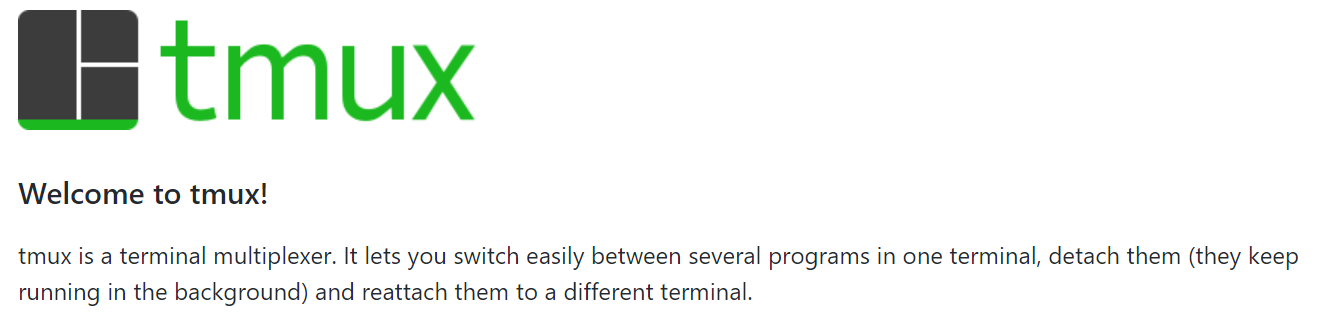 tmux
Welcome to tmux!
tmux is a terminal multiplexer. It lets you switch easily between several programs in one terminal, detach them (they keep
running in the background) and reattach them to a different terminal.